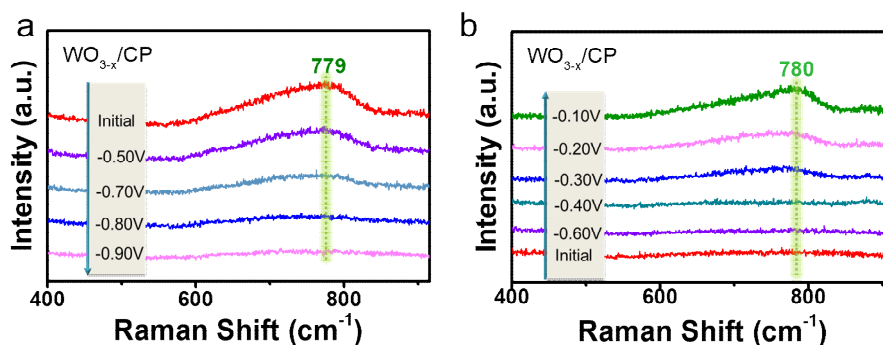 a
WO3-x/CP
779
Initial
-0.50V
-0.70V
-0.80V
-0.90V
Intensity (a.u.)
400
600
800
Raman Shift (cm-1)
b
WO3-x/CP
780
-0.10V
-0.20V
-0.30V
-0.40V
-0.60V
Initial
Intensity (a.u.)
400
600
800
Raman Shift (cm-1)